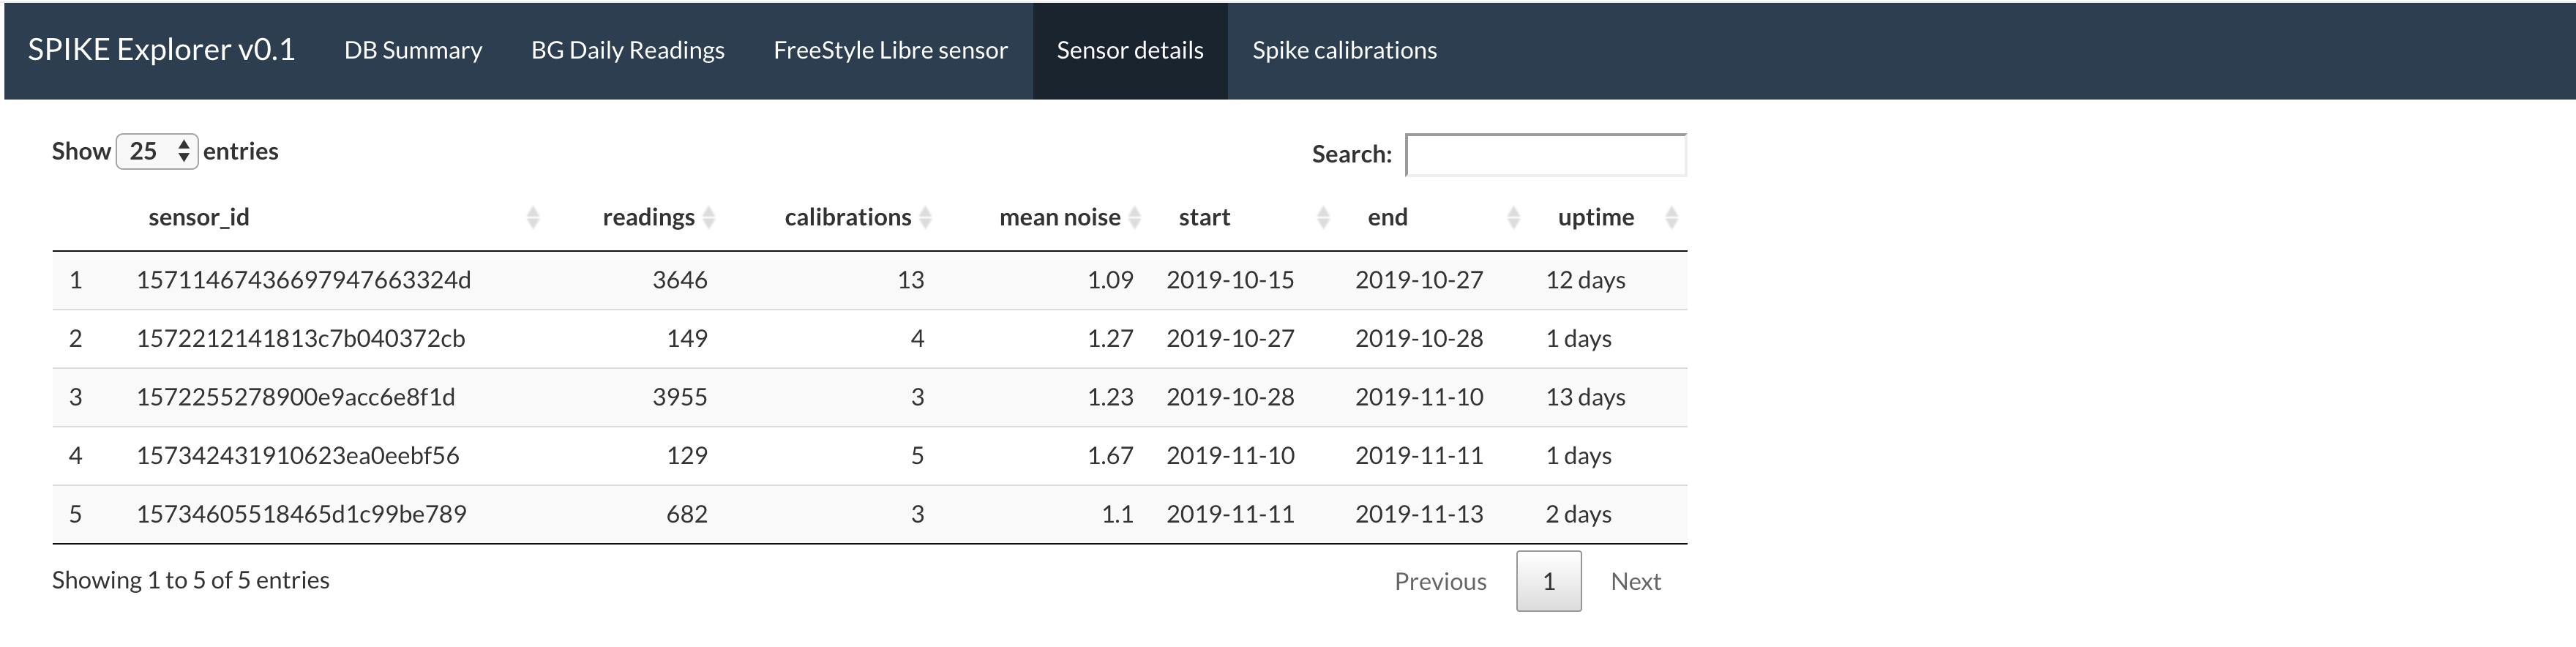 SPIKE Explorer v0.1 DB Summary BG Daily Readings FreeStyle Libre sensor Sensor details Spike calibrations
Show 25 entries Search:
sensor_id readings calibrations mean noise start end uptime
1 15711467436697947663324d 3646 13 1.09 2019-10-15 2019-10-27 12 days
2 1572212141813c7b040372cb 149 4 1.27 2019-10-27 2019-10-28 1 days
3 1572255278900e9acc6e8f1d 3955 3 1.23 2019-10-28 2019-11-10 13 days
4 157342431910623ea0eebf56 129 5 1.67 2019-11-10 2019-11-11 1 days
5 15734605518465d1c99be789 682 3 1.1 2019-11-11 2019-11-13 2 days
Showing 1 to 5 of 5 entries Previous 1 Next